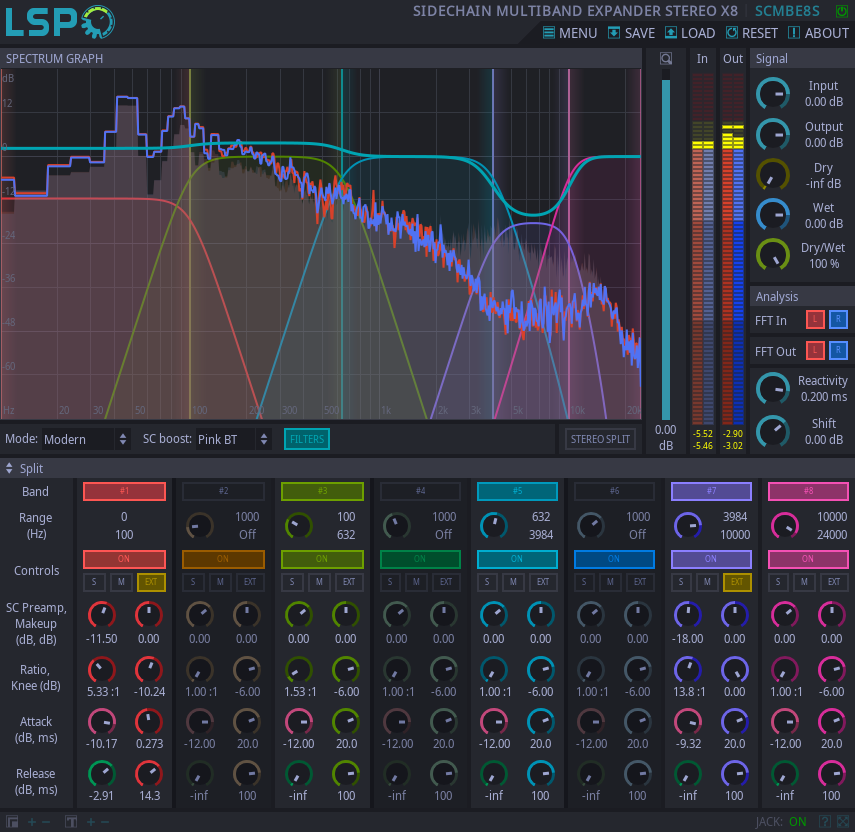 LSP
SIDECHAIN MULTIBAND EXPANDER STEREO X8 SCMBE8S
MENU SAVE LOAD RESET ABOUT
SPECTRUM GRAPH
In Out
Signal
dB
12
0
-12
-24
-36
-48
-60
Hz 20 30 50 100 200 300 500 1k 2k 3k 5k 10k 20k
0.00
dB
-5.52 -2.90
-5.46 -3.02
Input
0.00 dB
Output
0.00 dB
Dry
-inf dB
Wet
0.00 dB
Dry/Wet
100 %
Analysis
FFT In L R
FFT Out L R
Reactivity
0.200 ms
Shift
0.00 dB
Mode: Modern SC boost: Pink BT FILTERS STEREO SPLIT
Split
Band #1 #2 #3 #4 #5 #6 #7 #8
Range 0 1000 100 1000 632 1000 3984 10000
(Hz) 100 Off 632 Off 3984 Off 10000 24000
Controls
ON ON ON ON ON ON ON ON
S M EXT S M EXT S M EXT S M EXT S M EXT S M EXT S M EXT S M EXT
SC Preamp,
Makeup
(dB, dB)
-11.50 0.00 0.00 0.00 0.00 0.00 0.00 0.00 0.00 0.00 0.00 0.00 -18.00 0.00 0.00 0.00
Ratio,
Knee (dB)
5.33 :1 -10.24 1.00 :1 -6.00 1.53 :1 -6.00 1.00 :1 -6.00 1.00 :1 -6.00 1.00 :1 -6.00 13.8 :1 0.00 1.00 :1 -6.00
Attack
(dB, ms)
-10.17 0.273 -12.00 20.0 -12.00 20.0 -12.00 20.0 -12.00 20.0 -12.00 20.0 -9.32 20.0 -12.00 20.0
Release
(dB, ms)
-2.91 14.3 -inf 100 -inf 100 -inf 100 -inf 100 -inf 100 -inf 100 -inf 100
+ − T + − JACK: ON ?